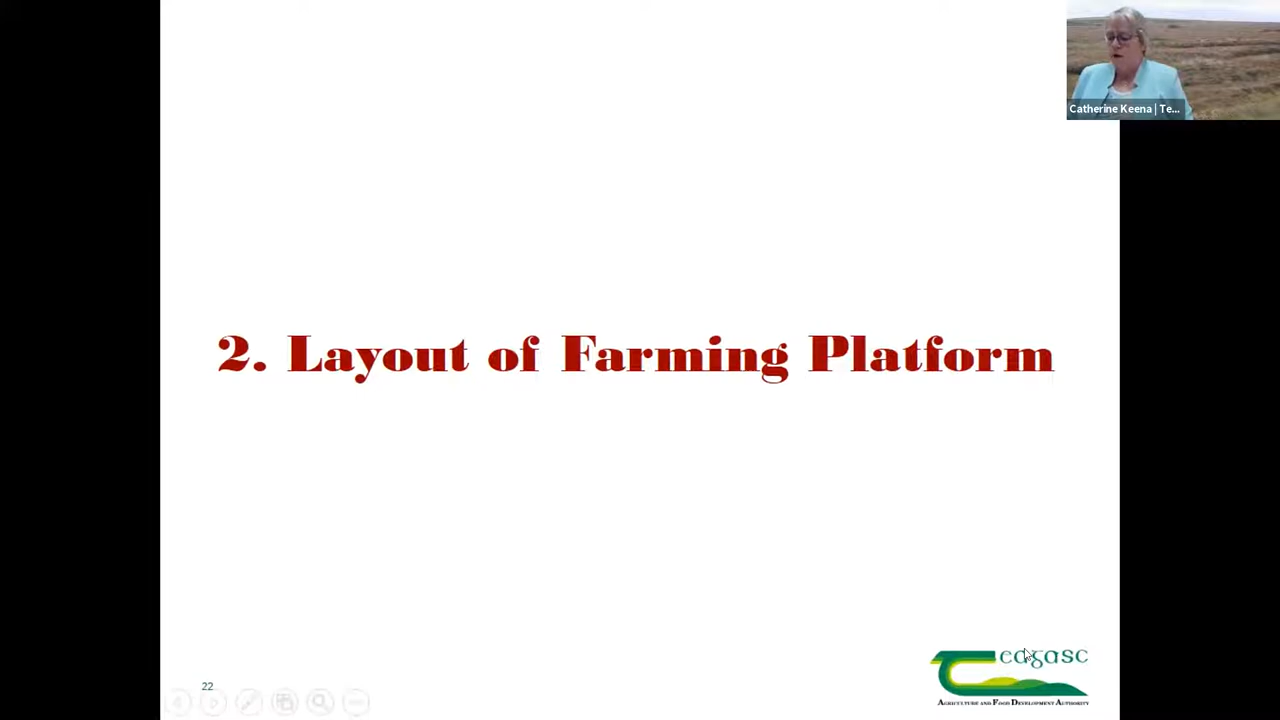 Catherine Keena | Te...
2. Layout of Farming Platform
Teagasc
AGRICULTURE AND FOOD DEVELOPMENT AUTHORITY
22